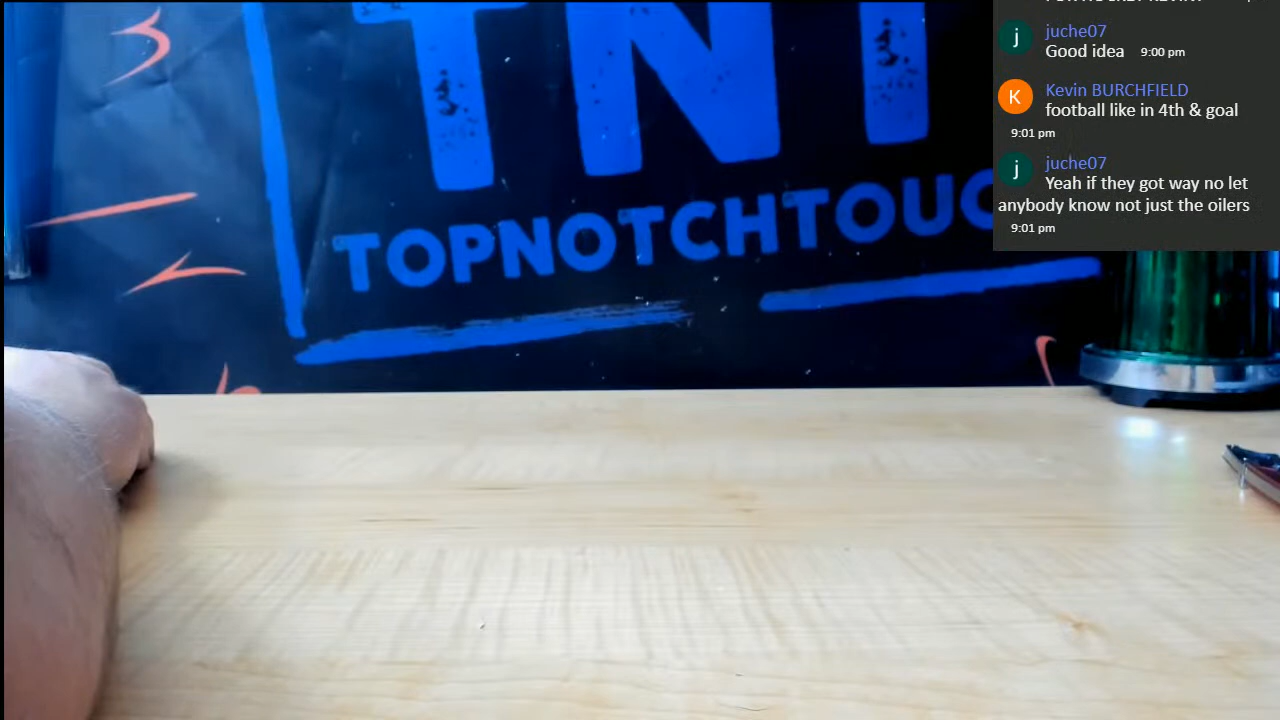 TNT
TOPNOTCHTOUC
j
juche07
Good idea 9:00 pm
K
Kevin BURCHFIELD
football like in 4th & goal
9:01 pm
j
juche07
Yeah if they got way no let
anybody know not just the oilers
9:01 pm